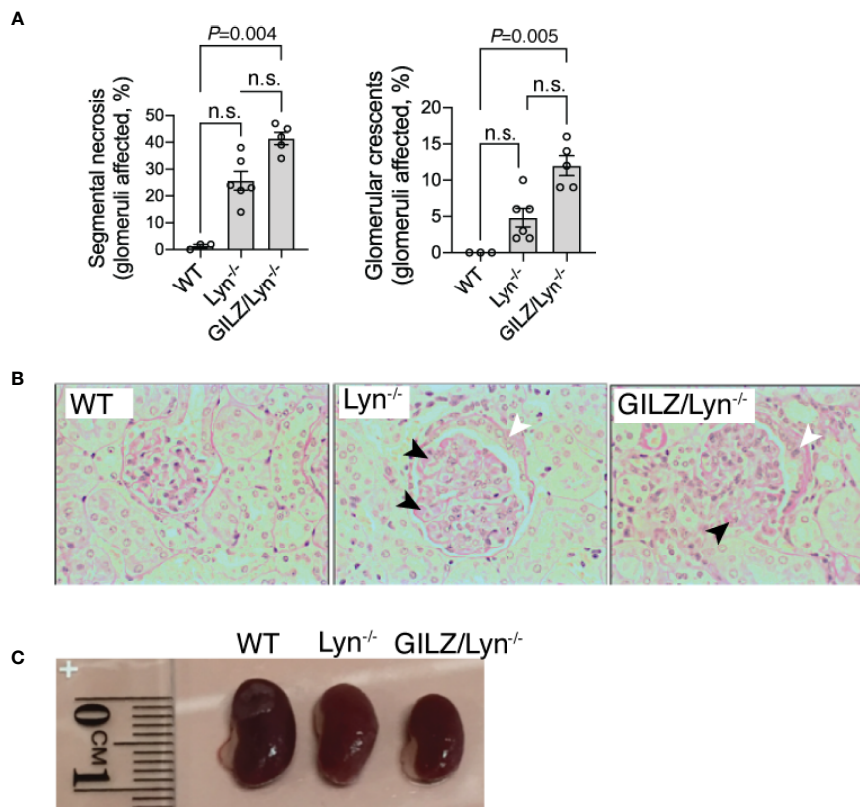 A
P=0.004
n.s.
n.s.
Segmental necrosis
(glomeruli affected, %)
50
40
30
20
10
0
WT
Lyn-/-
GILZ/Lyn-/-
P=0.005
n.s.
n.s.
Glomerular crescents
(glomeruli affected, %)
20
15
10
5
0
WT
Lyn-/-
GILZ/Lyn-/-
B
WT
Lyn-/-
GILZ/Lyn-/-
C
WT Lyn-/- GILZ/Lyn-/-
0 CM 1